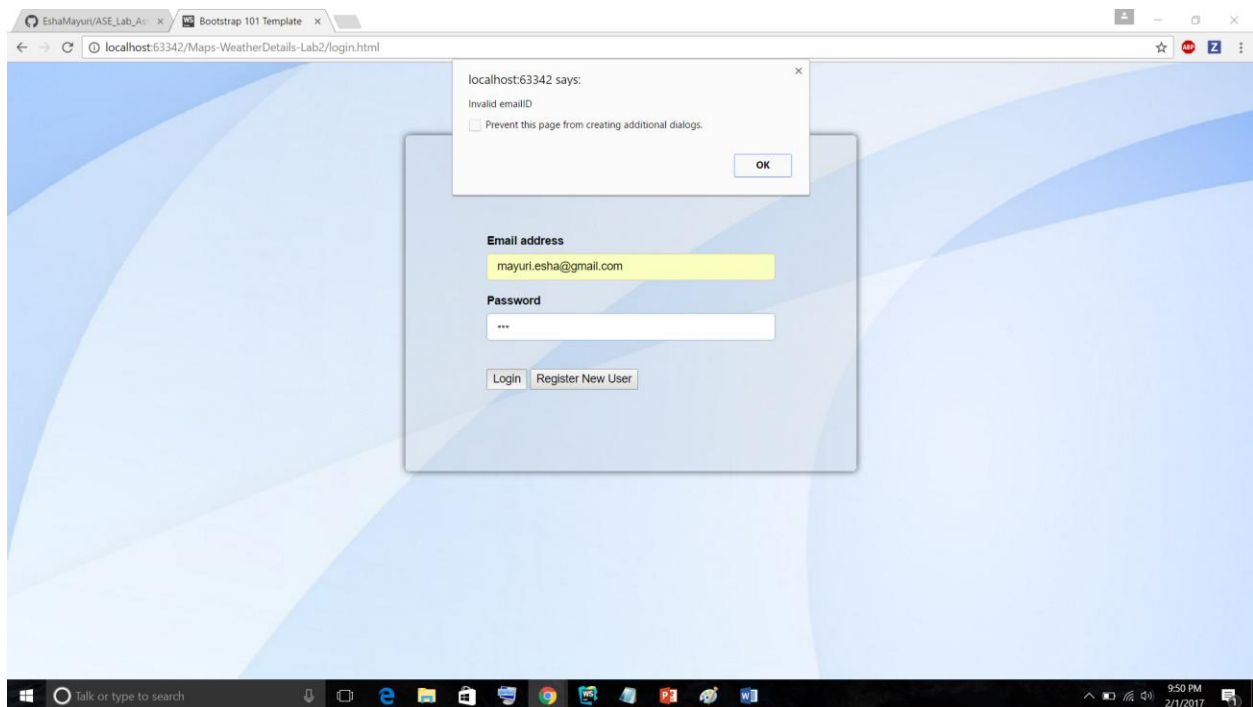 EshaMayuri/ASE_Lab_As
WS Bootstrap 101 Template
localhost:63342/Maps-WeatherDetails-Lab2/login.html
ABP
Z
localhost:63342 says:
Invalid emailID
Prevent this page from creating additional dialogs.
OK
Email address
mayuri.esha@gmail.com
Password
Login Register New User
Talk or type to search
9:50 PM
2/1/2017